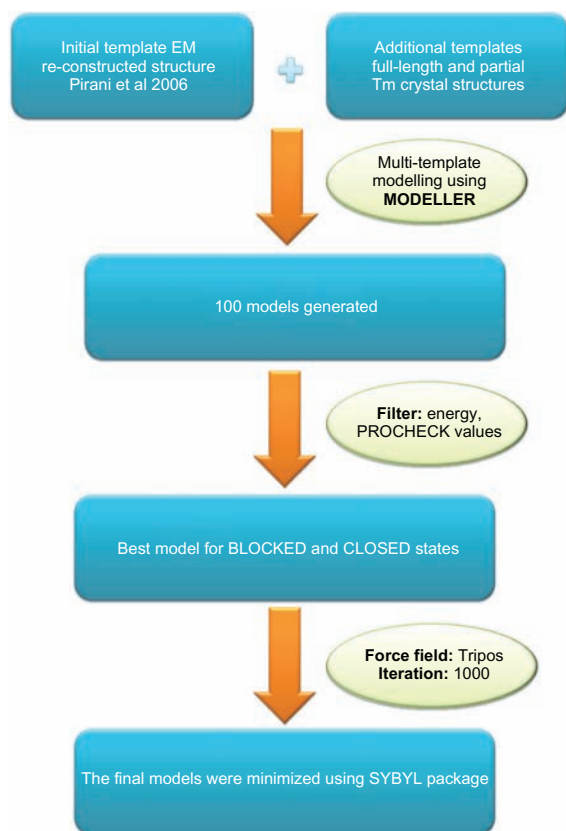 Initial template EM
re-constructed structure
Pirani et al 2006
Additional templates
full-length and partial
Tm crystal structures
Multi-template
modelling using
MODELLER
100 models generated
Filter: energy,
PROCHECK values
Best model for BLOCKED and CLOSED states
Force field: Tripos
Iteration: 1000
The final models were minimized using SYBYL package